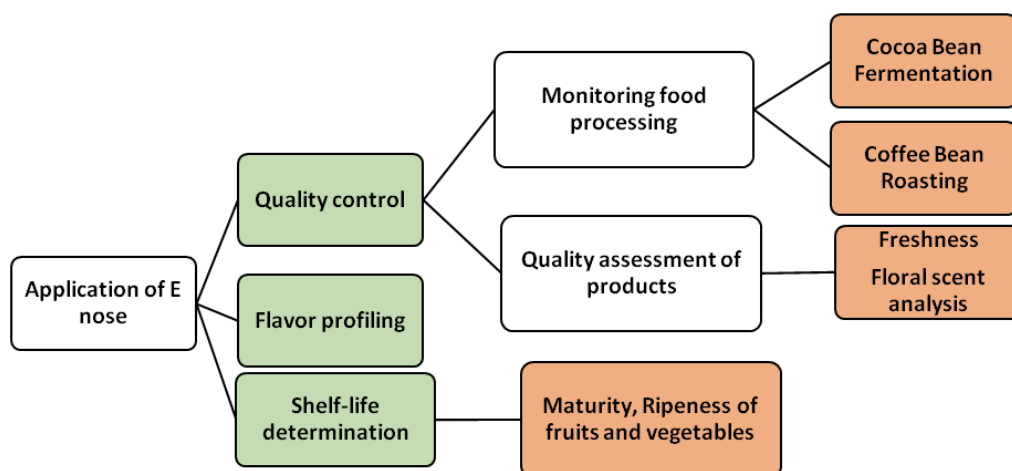 Application of E
nose
Quality control
Flavor profiling
Shelf-life
determination
Monitoring food
processing
Quality assessment of
products
Maturity, Ripeness of
fruits and vegetables
Cocoa Bean
Fermentation
Coffee Bean
Roasting
Freshness
Floral scent
analysis